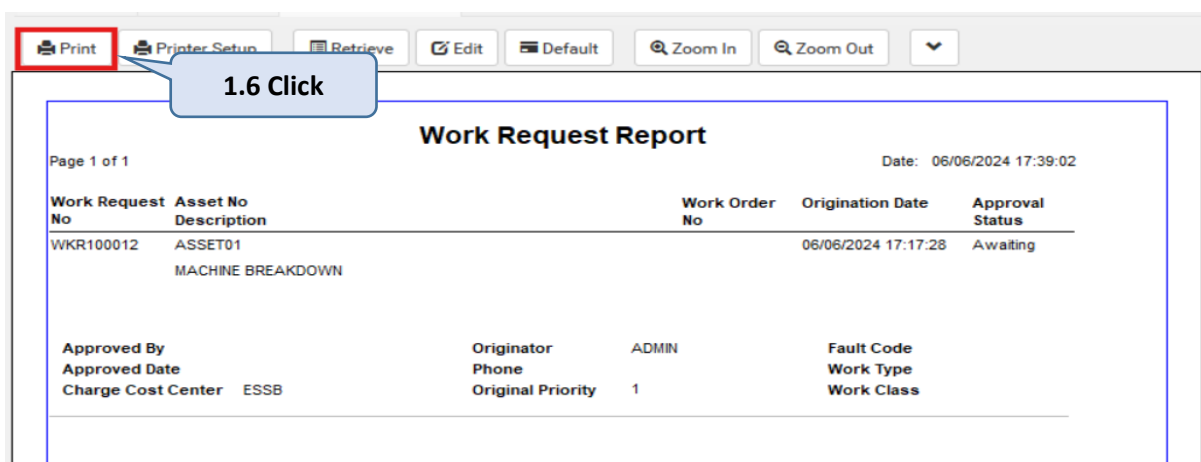 Print Printer Setup Retrieve Edit Default Zoom In Zoom Out
1.6 Click
Work Request Report
Page 1 of 1 Date: 06/06/2024 17:39:02
Work Request Asset No Work Order Origination Date Approval
No Description No Status
WKR100012 ASSET01 06/06/2024 17:17:28 Awaiting
MACHINE BREAKDOWN
Approved By Originator ADMIN Fault Code
Approved Date Phone Work Type
Charge Cost Center ESSB Original Priority 1 Work Class